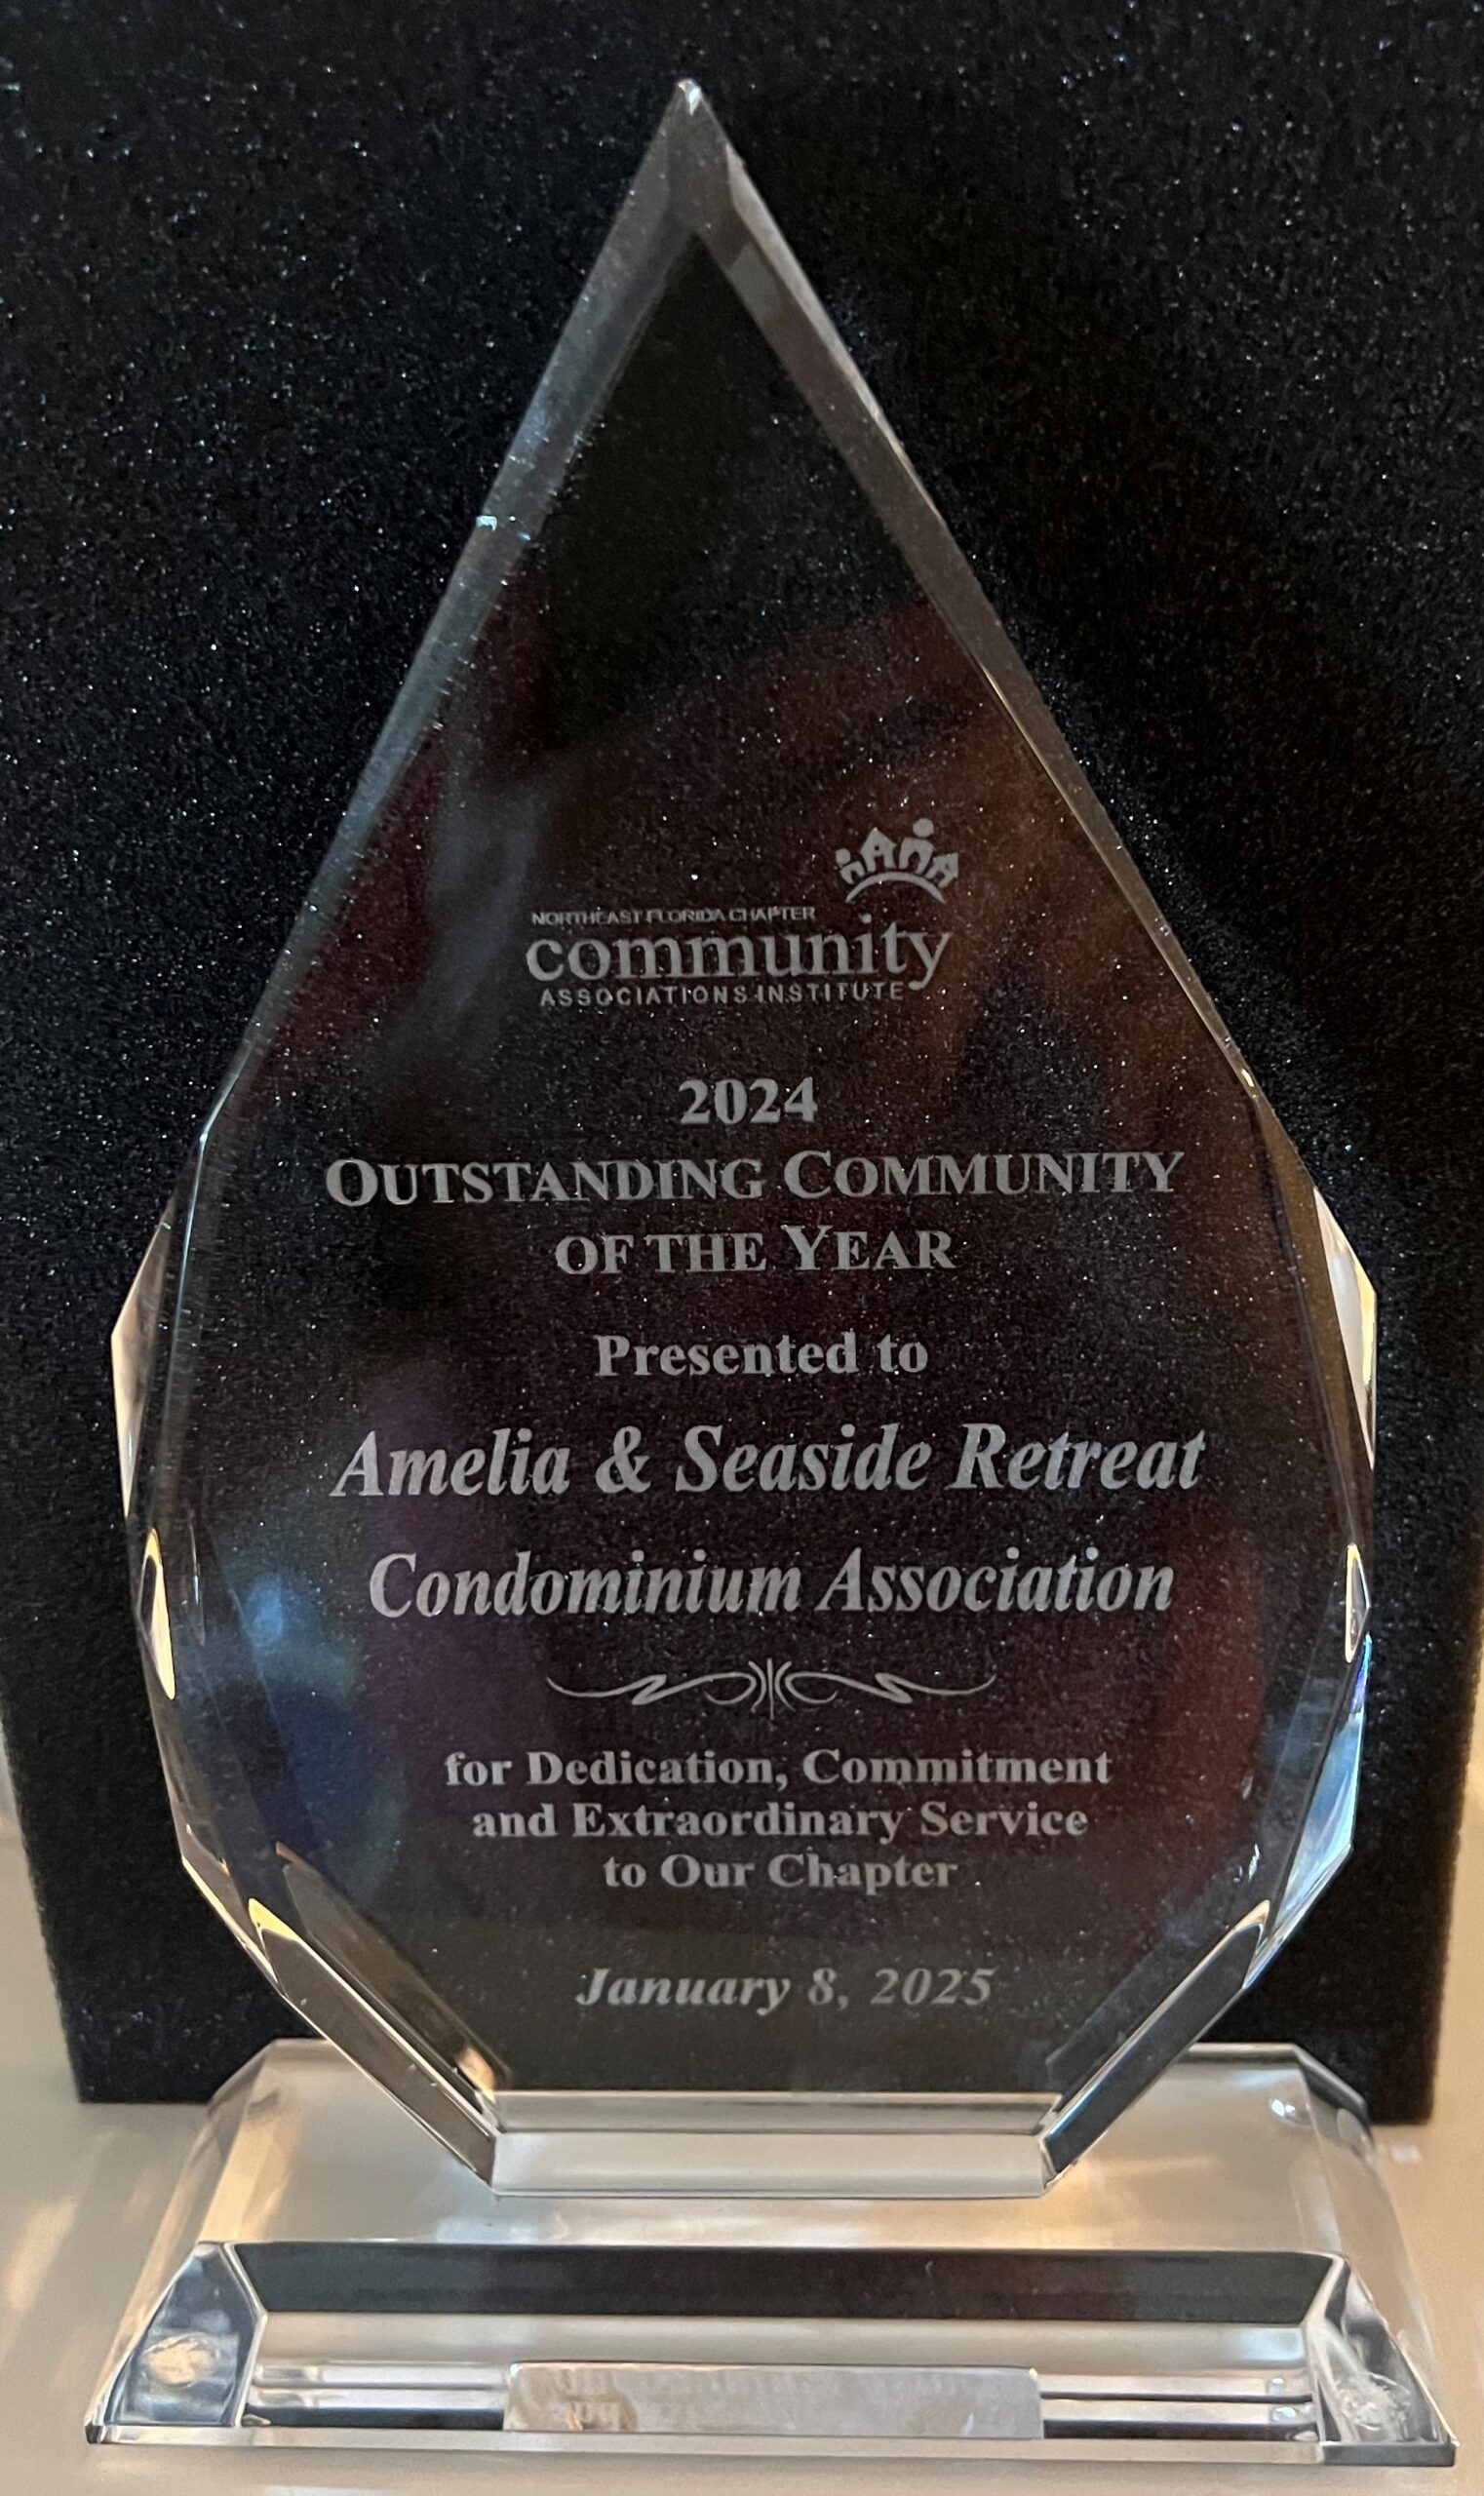 NORTHEAST FLORIDA CHAPTER
community
ASSOCIATIONS INSTITUTE
2024
OUTSTANDING COMMUNITY
OF THE YEAR
Presented to
Amelia & Seaside Retreat
Condominium Association
for Dedication, Commitment
and Extraordinary Service
to Our Chapter
January 8, 2025